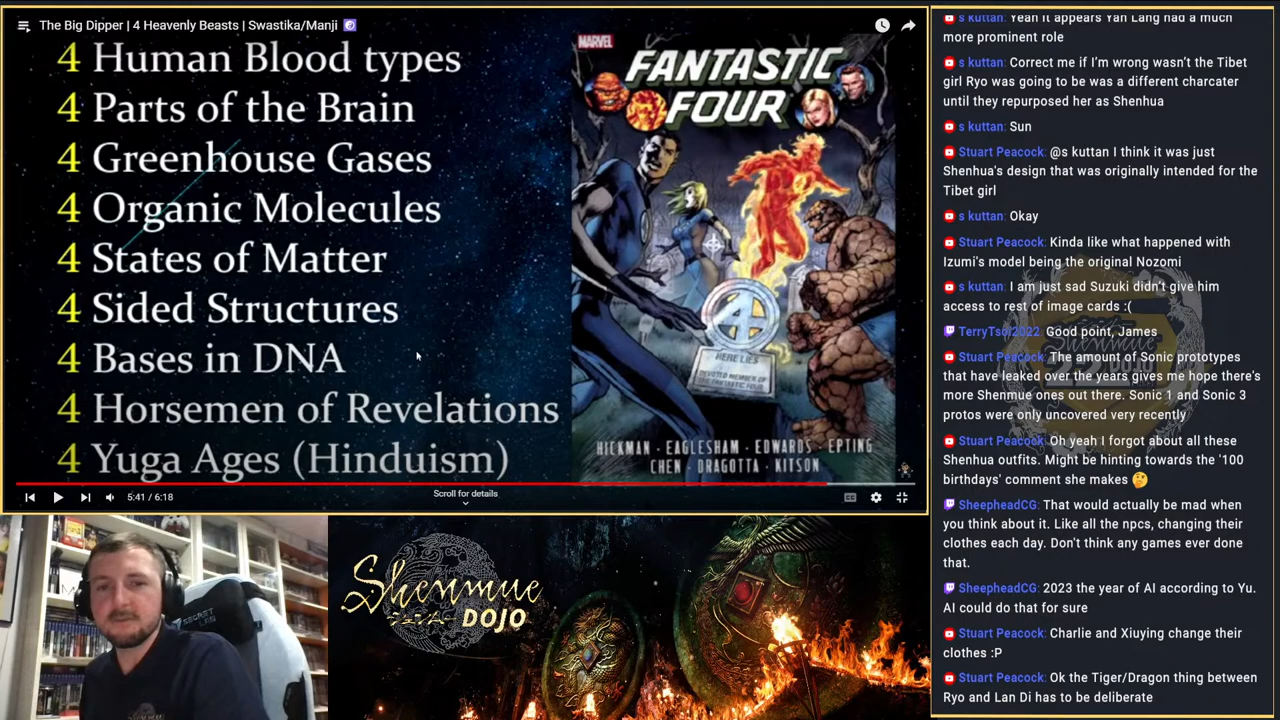 The Big Dipper | 4 Heavenly Beasts | Swastika/Manji
4 Human Blood types
4 Parts of the Brain
4 Greenhouse Gases
4 Organic Molecules
4 States of Matter
4 Sided Structures
4 Bases in DNA
4 Horsemen of Revelations
4 Yuga Ages (Hinduism)
MARVEL
FANTASTIC
FOUR
4
HERE LIES
DEVOTED MEMBER OF
THE FANTASTIC FOUR
HICKMAN · EAGLESHAM · EDWARDS · EPTING
CHEN · DRAGOTTA · KITSON
5:41 / 6:18
Scroll for details
CC
SECRET
LAB
Shenmue
DOJO
s kuttan: Yeah it appears Yan Lang had a much
more prominent role
s kuttan: Correct me if I'm wrong wasn't the Tibet
girl Ryo was going to be was a different charcater
until they repurposed her as Shenhua
s kuttan: Sun
Stuart Peacock: @s kuttan I think it was just
Shenhua's design that was originally intended for the
Tibet girl
s kuttan: Okay
Stuart Peacock: Kinda like what happened with
Izumi's model being the original Nozomi
s kuttan: I am just sad Suzuki didn't give him
access to rest of image cards :(
TerryTsol2022: Good point, James
Stuart Peacock: The amount of Sonic prototypes
that have leaked over the years gives me hope there's
more Shenmue ones out there. Sonic 1 and Sonic 3
protos were only uncovered very recently
Stuart Peacock: Oh yeah I forgot about all these
Shenhua outfits. Might be hinting towards the '100
birthdays' comment she makes 🤔
SheepheadCG: That would actually be mad when
you think about it. Like all the npcs, changing their
clothes each day. Don't think any games ever done
that.
SheepheadCG: 2023 the year of AI according to Yu.
AI could do that for sure
Stuart Peacock: Charlie and Xiuying change their
clothes :P
Stuart Peacock: Ok the Tiger/Dragon thing between
Ryo and Lan Di has to be deliberate